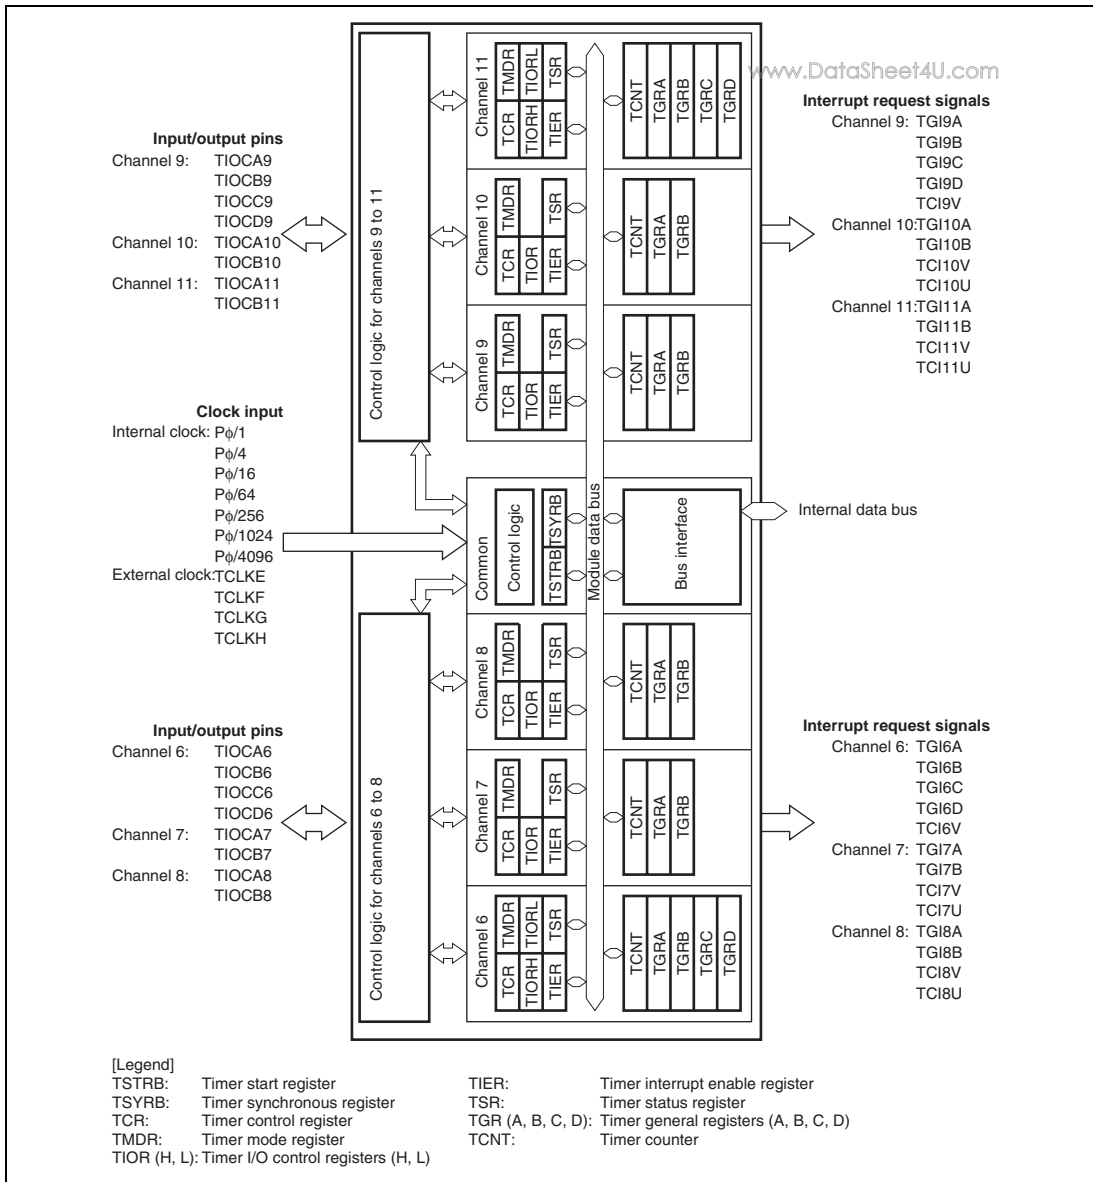 www.DataSheet4U.com
Input/output pins
Channel 9: TIOCA9
TIOCB9
TIOCC9
TIOCD9
Channel 10: TIOCA10
TIOCB10
Channel 11: TIOCA11
TIOCB11
Clock input
Internal clock: Pϕ/1
Pϕ/4
Pϕ/16
Pϕ/64
Pϕ/256
Pϕ/1024
Pϕ/4096
External clock: TCLKE
TCLKF
TCLKG
TCLKH
Input/output pins
Channel 6: TIOCA6
TIOCB6
TIOCC6
TIOCD6
Channel 7: TIOCA7
TIOCB7
Channel 8: TIOCA8
TIOCB8
Control logic for channels 9 to 11
Control logic for channels 6 to 8
Channel 11
TCR TMDR
TIORH TIORL
TIER TSR
TCNT
TGRA
TGRB
TGRC
TGRD
Channel 10
TCR TMDR
TIOR
TIER TSR
TCNT
TGRA
TGRB
Channel 9
TCR TMDR
TIOR
TIER TSR
TCNT
TGRA
TGRB
Common
Control logic
TSTRB TSYRB
Module data bus
Bus interface
Internal data bus
Channel 8
TCR TMDR
TIOR
TIER TSR
TCNT
TGRA
TGRB
Channel 7
TCR TMDR
TIOR
TIER TSR
TCNT
TGRA
TGRB
Channel 6
TCR TMDR
TIORH TIORL
TIER TSR
TCNT
TGRA
TGRB
TGRC
TGRD
Interrupt request signals
Channel 9: TGI9A
TGI9B
TGI9C
TGI9D
TCI9V
Channel 10: TGI10A
TGI10B
TCI10V
TCI10U
Channel 11: TGI11A
TGI11B
TCI11V
TCI11U
Interrupt request signals
Channel 6: TGI6A
TGI6B
TGI6C
TGI6D
TCI6V
Channel 7: TGI7A
TGI7B
TCI7V
TCI7U
Channel 8: TGI8A
TGI8B
TCI8V
TCI8U
[Legend]
TSTRB: Timer start register
TSYRB: Timer synchronous register
TCR: Timer control register
TMDR: Timer mode register
TIOR (H, L): Timer I/O control registers (H, L)
TIER: Timer interrupt enable register
TSR: Timer status register
TGR (A, B, C, D): Timer general registers (A, B, C, D)
TCNT: Timer counter